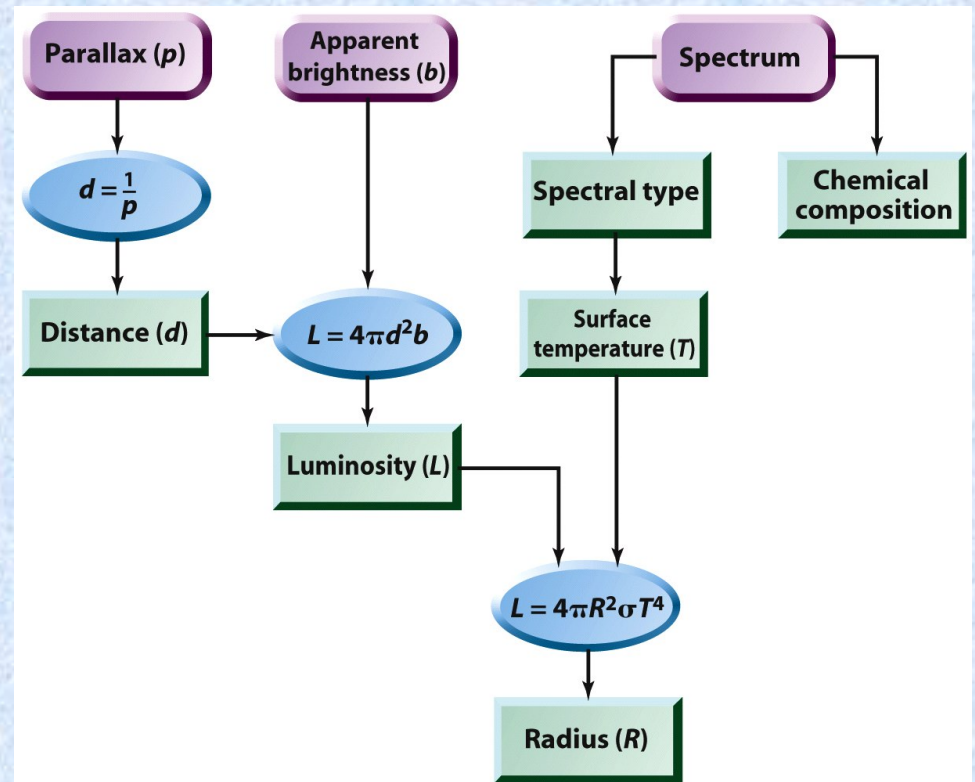 Parallax (p)
Apparent
brightness (b)
Spectrum
d = 1/p
Spectral type
Chemical
composition
Distance (d)
L = 4πd²b
Surface
temperature (T)
Luminosity (L)
L = 4πR²σT⁴
Radius (R)